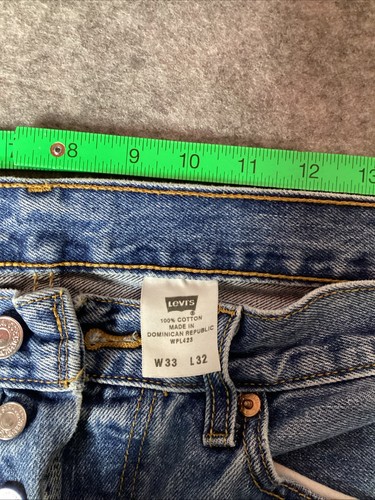 8 9 10 11 12 13
LEVI'S
®
100% COTTON
MADE IN
DOMINICAN REPUBLIC
WPL423
W33 L32